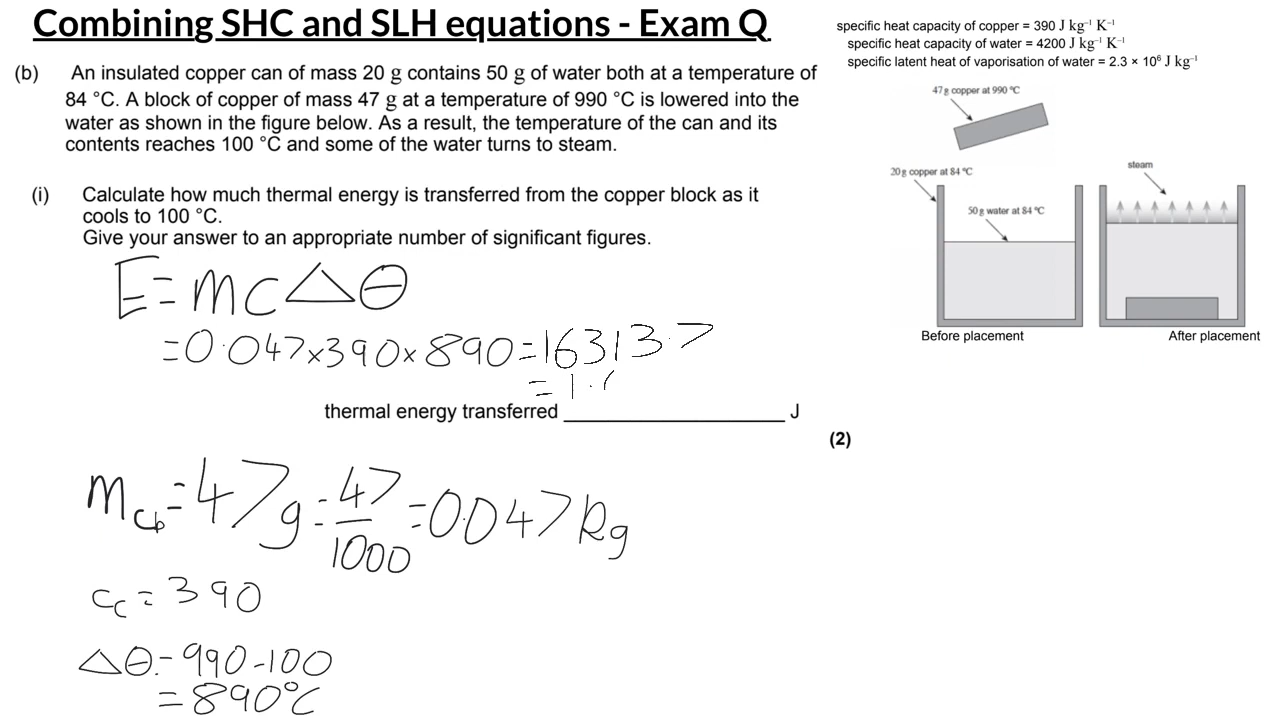 Combining SHC and SLH equations - Exam Q
specific heat capacity of copper = 390 J kg⁻¹ K⁻¹
specific heat capacity of water = 4200 J kg⁻¹ K⁻¹
specific latent heat of vaporisation of water = 2.3 × 10⁶ J kg⁻¹
(b) An insulated copper can of mass 20 g contains 50 g of water both at a temperature of
84 °C. A block of copper of mass 47 g at a temperature of 990 °C is lowered into the
water as shown in the figure below. As a result, the temperature of the can and its
contents reaches 100 °C and some of the water turns to steam.
47 g copper at 990 °C
20 g copper at 84 °C
steam
50 g water at 84 °C
Before placement
After placement
(i) Calculate how much thermal energy is transferred from the copper block as it
cools to 100 °C.
Give your answer to an appropriate number of significant figures.
E = mcΔθ
= 0.047 × 390 × 890 = 16313.7
= 1.
thermal energy transferred ____________________ J
(2)
= 47g = 47/1000 = 0.047 kg
c_c = 390
Δθ = 990 - 100
= 890°C